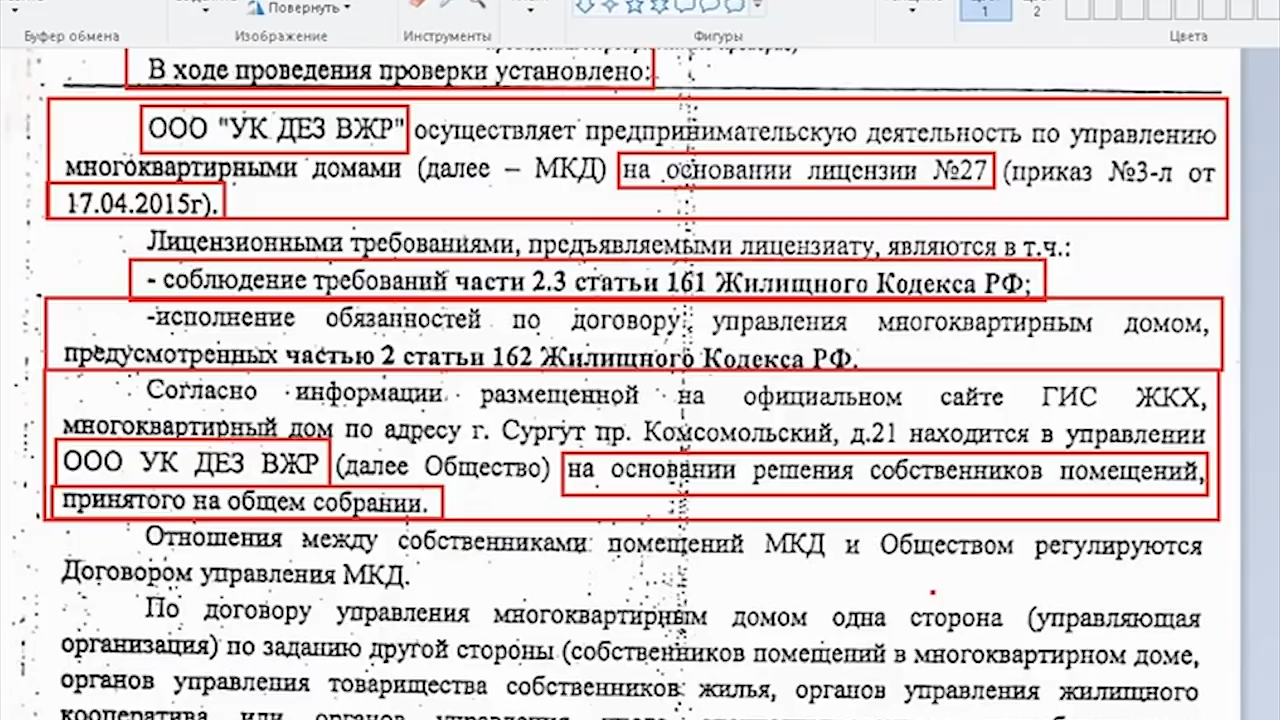 Повернуть
Буфер обмена
Изображение
Инструменты
Фигуры
1
2
Цвета
В ходе проведения проверки установлено:
ООО "УК ДЕЗ ВЖР" осуществляет предпринимательскую деятельность по управлению
многоквартирными домами (далее – МКД) на основании лицензии №27 (приказ №3-л от
17.04.2015г).
Лицензионными требованиями, предъявляемыми лицензиату, являются в т.ч.:
- соблюдение требований части 2.3 статьи 161 Жилищного Кодекса РФ;
-исполнение обязанностей по договору управления многоквартирным домом,
предусмотренных частью 2 статьи 162 Жилищного Кодекса РФ.
Согласно информации размещенной на официальном сайте ГИС ЖКХ,
многоквартирный дом по адресу г. Сургут пр. Комсомольский, д.21 находится в управлении
ООО УК ДЕЗ ВЖР (далее Общество) на основании решения собственников помещений,
принятого на общем собрании.
Отношения между собственниками помещений МКД и Обществом регулируются
Договором управления МКД.
По договору управления многоквартирным домом одна сторона (управляющая
организация) по заданию другой стороны (собственников помещений в многоквартирном доме,
органов управления товарищества собственников жилья, органов управления жилищного
кооператива или органов управления